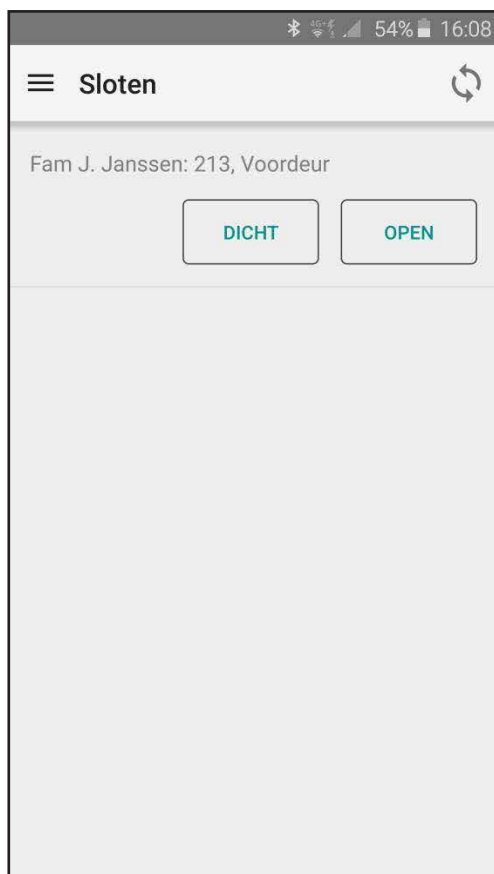 54% 16:08
Sloten
Fam J. Janssen: 213, Voordeur
DICHT OPEN